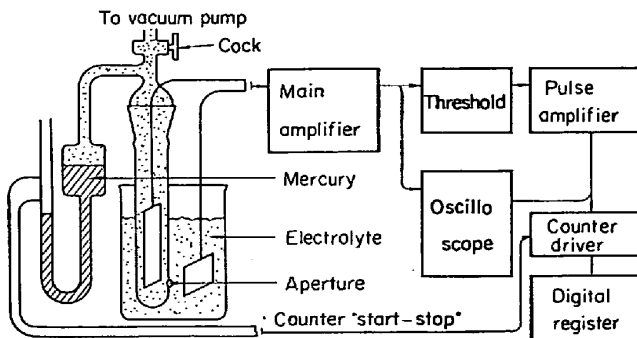 To vacuum pump
Cock
Main
amplifier
Threshold
Pulse
amplifier
Mercury
Oscillo
scope
Electrolyte
Counter
driver
Aperture
Counter "start-stop"
Digital
register